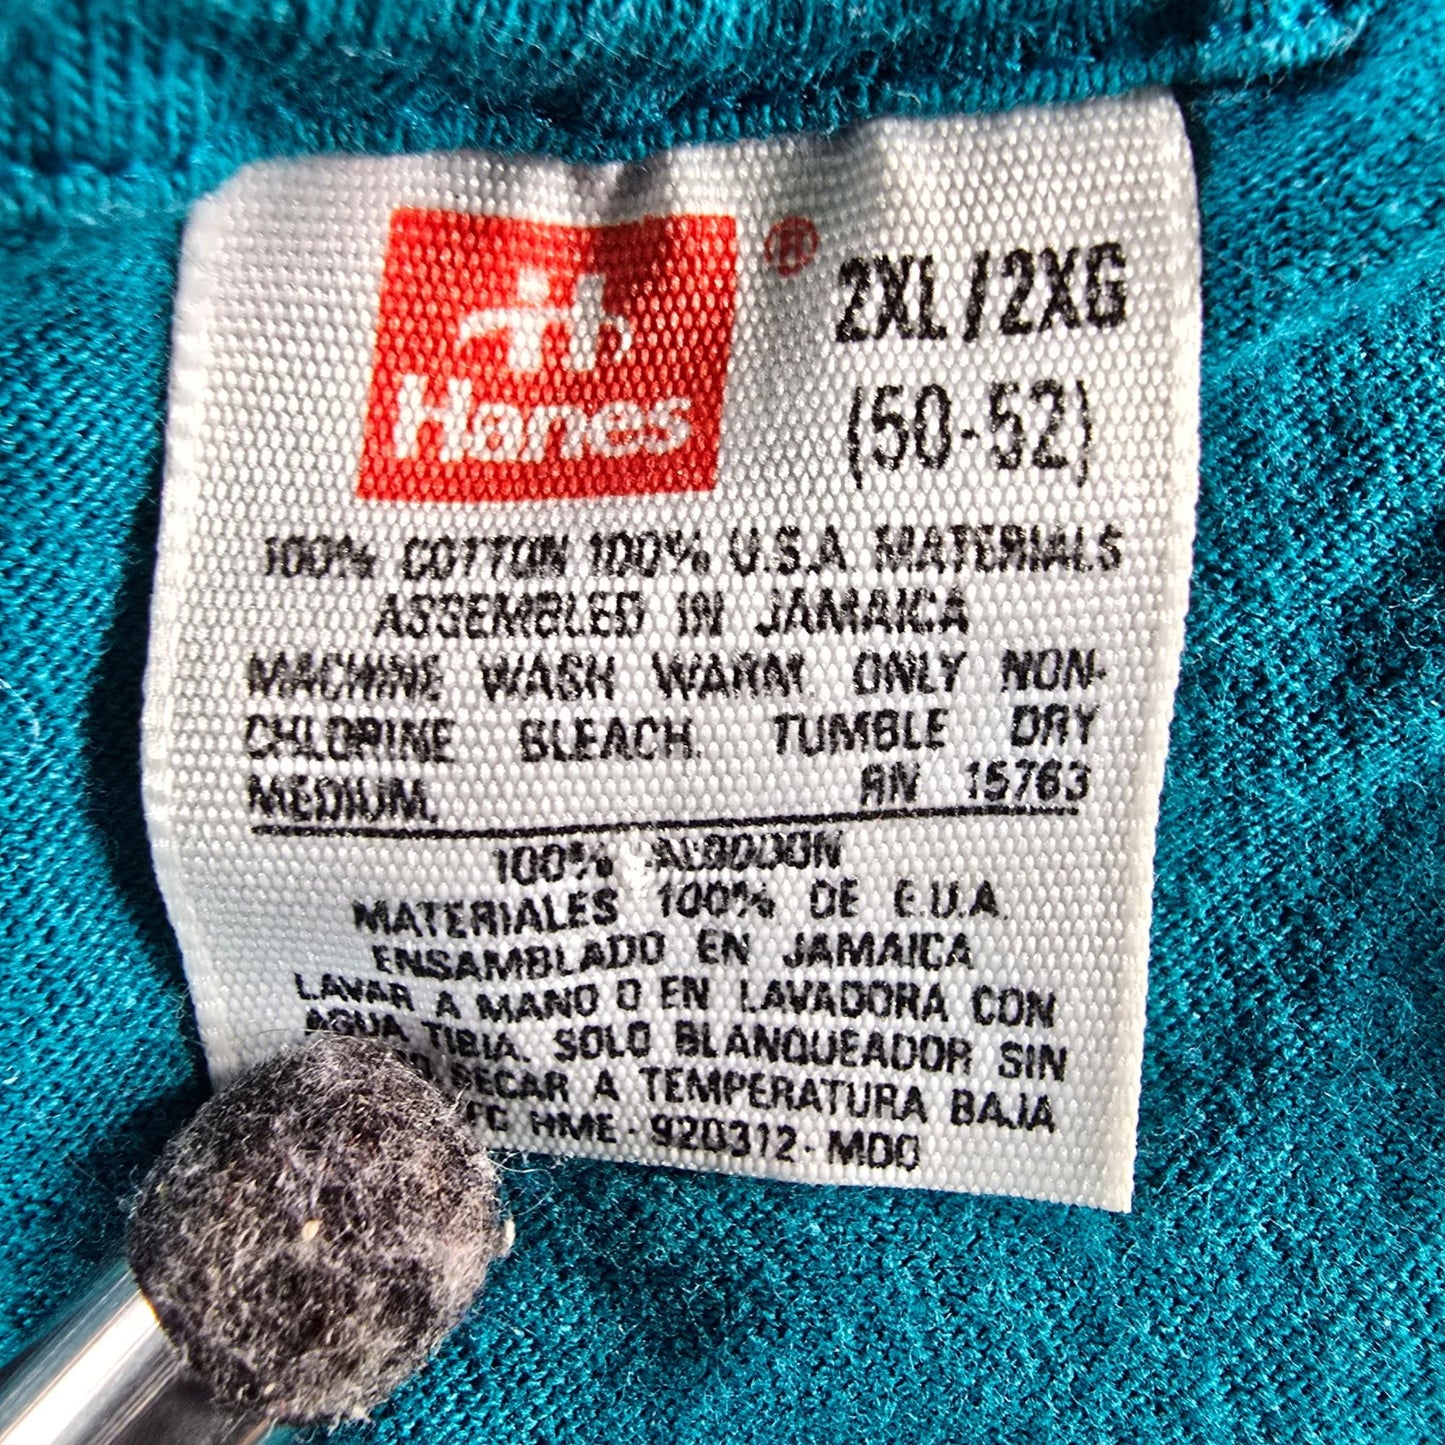 Hanes ®
2XL/2XG
(50-52)
100% COTTON 100% U.S.A MATERIALS
ASSEMBLED IN JAMAICA
MACHINE WASH WARM. ONLY NON-
CHLORINE BLEACH. TUMBLE DRY
MEDIUM. RN 15763
100% ALGODON
MATERIALES 100% DE E.U.A.
ENSAMBLADO EN JAMAICA
LAVAR A MANO O EN LAVADORA CON
AGUA TIBIA. SOLO BLANQUEADOR SIN
SECAR A TEMPERATURA BAJA
HME-920312-MDO